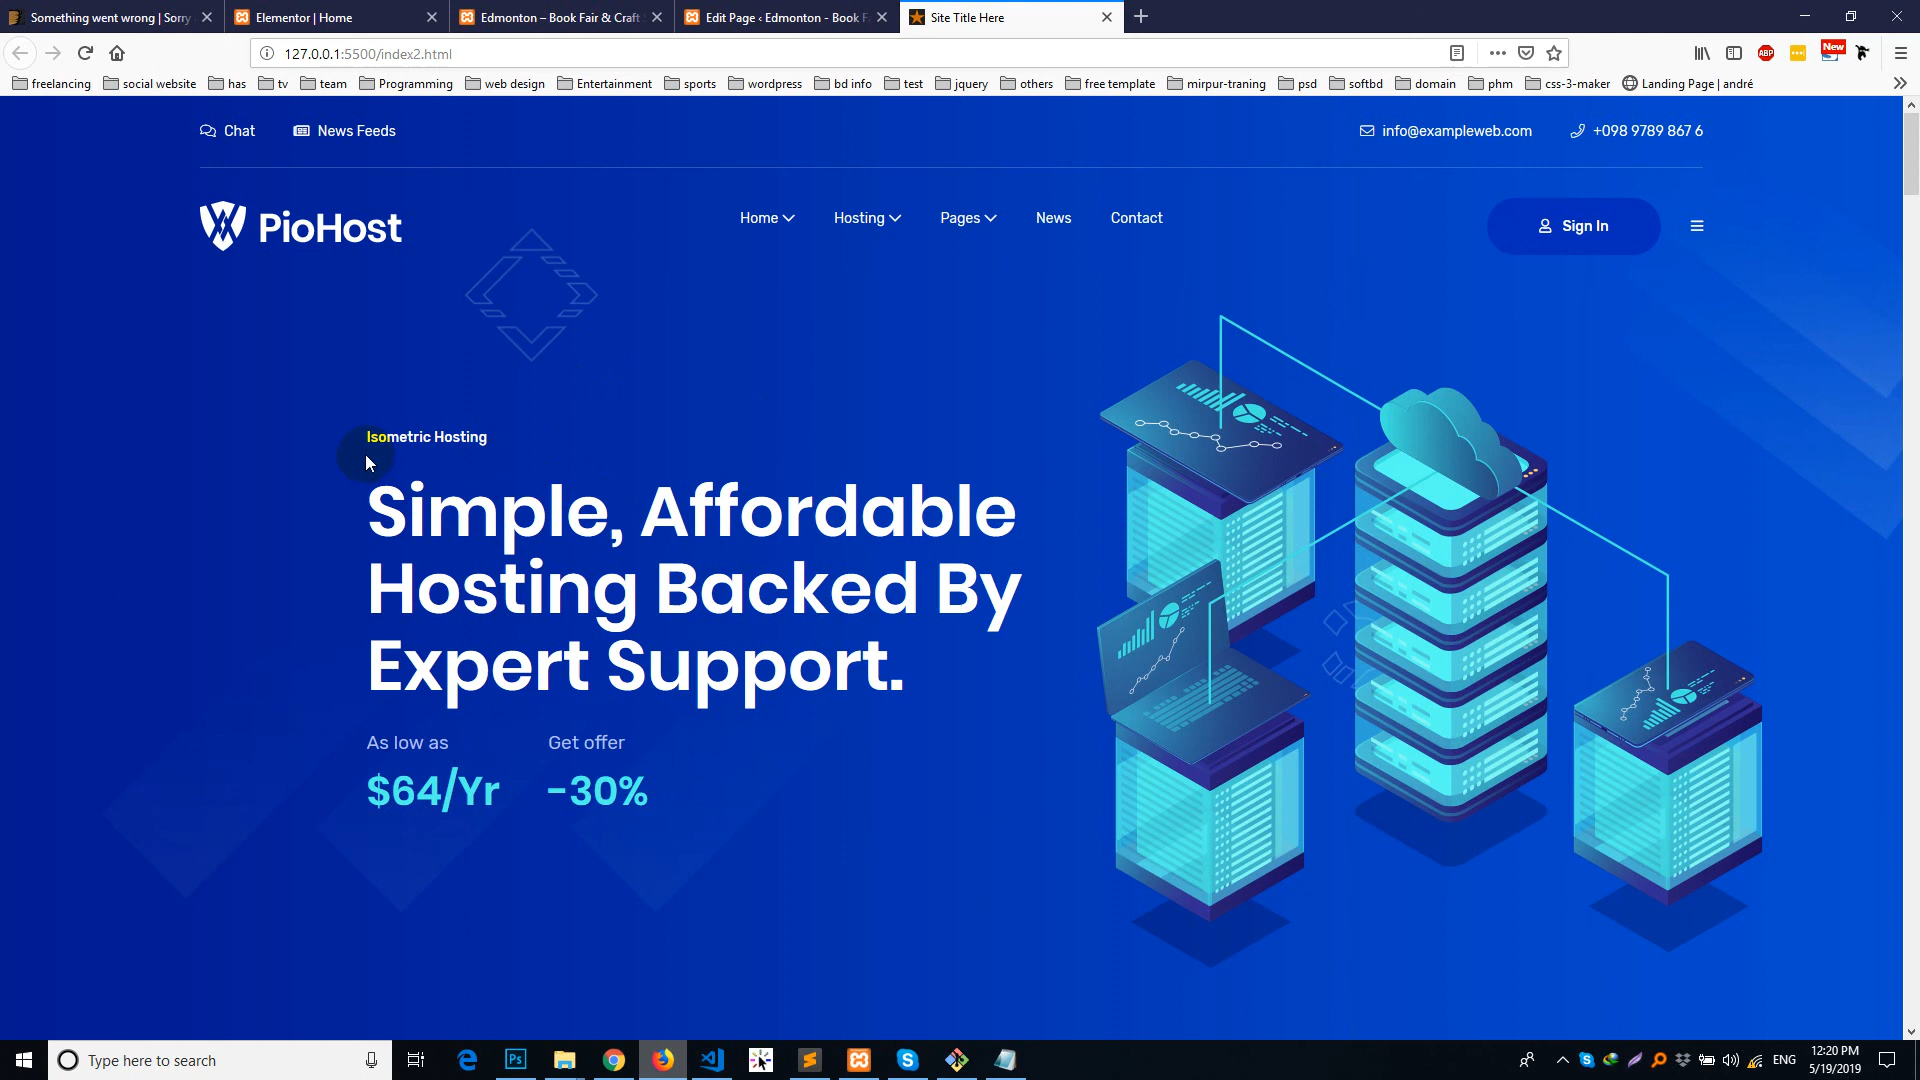 Something went wrong | Sorry
Elementor | Home
Edmonton – Book Fair & Craft
Edit Page ‹ Edmonton - Book F
Site Title Here
127.0.0.1:5500/index2.html
ABP
New
freelancing
social website
has
tv
team
Programming
web design
Entertainment
sports
wordpress
bd info
test
jquery
others
free template
mirpur-traning
psd
softbd
domain
phm
css-3-maker
Landing Page | andré
Chat
News Feeds
info@exampleweb.com
+098 9789 867 6
PioHost
Home
Hosting
Pages
News
Contact
Sign In
Isometric Hosting
Simple, Affordable
Hosting Backed By
Expert Support.
As low as
Get offer
$64/Yr
-30%
Type here to search
Ps
ENG
12:20 PM
5/19/2019